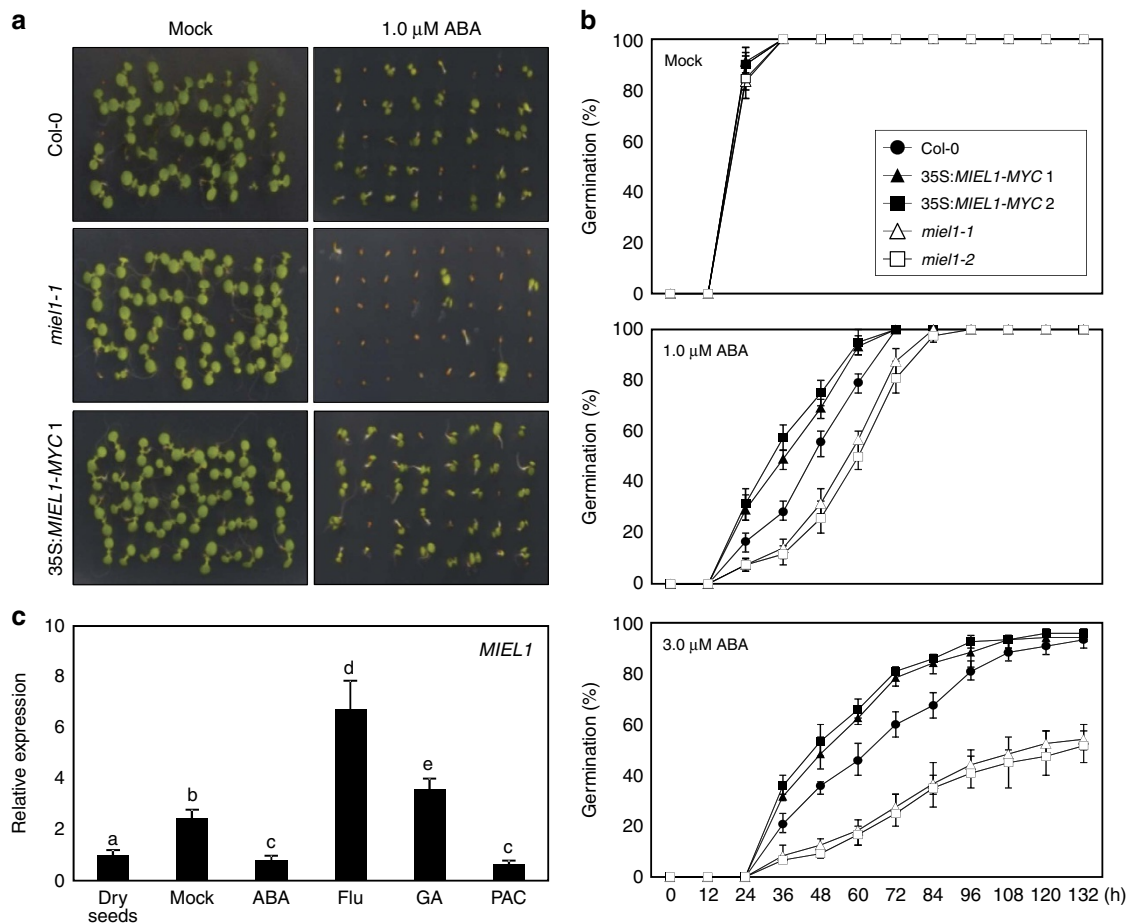 a
Mock
1.0 μM ABA
Col-0
miel1-1
35S:MIEL1-MYC 1
b
Mock
Germination (%)
100
80
60
40
20
0
Col-0
35S:MIEL1-MYC 1
35S:MIEL1-MYC 2
miel1-1
miel1-2
1.0 μM ABA
Germination (%)
100
80
60
40
20
0
3.0 μM ABA
Germination (%)
100
80
60
40
20
0
0 12 24 36 48 60 72 84 96 108 120 132 (h)
c
MIEL1
Relative expression
10
8
6
4
2
0
a b c d e c
Dry seeds Mock ABA Flu GA PAC